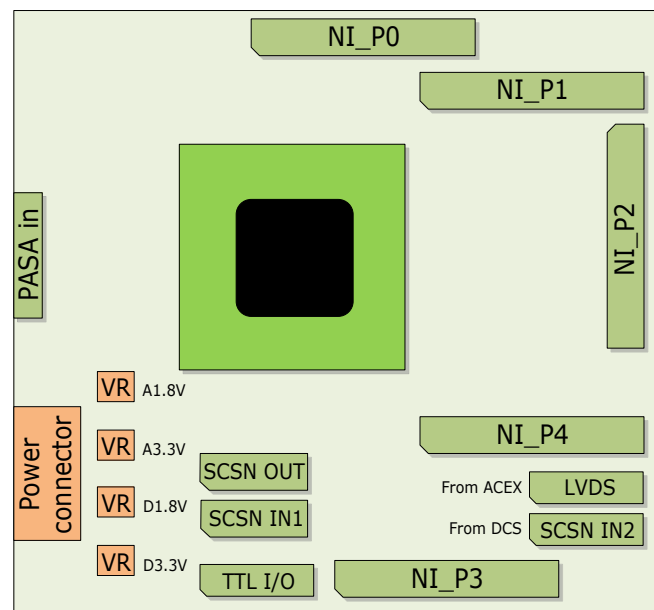 NI_P0
NI_P1
NI_P2
PASA in
VR A1.8V
Power
connector
VR A3.3V
VR D1.8V
VR D3.3V
SCSN OUT
SCSN IN1
TTL I/O
NI_P4
From ACEX LVDS
From DCS SCSN IN2
NI_P3